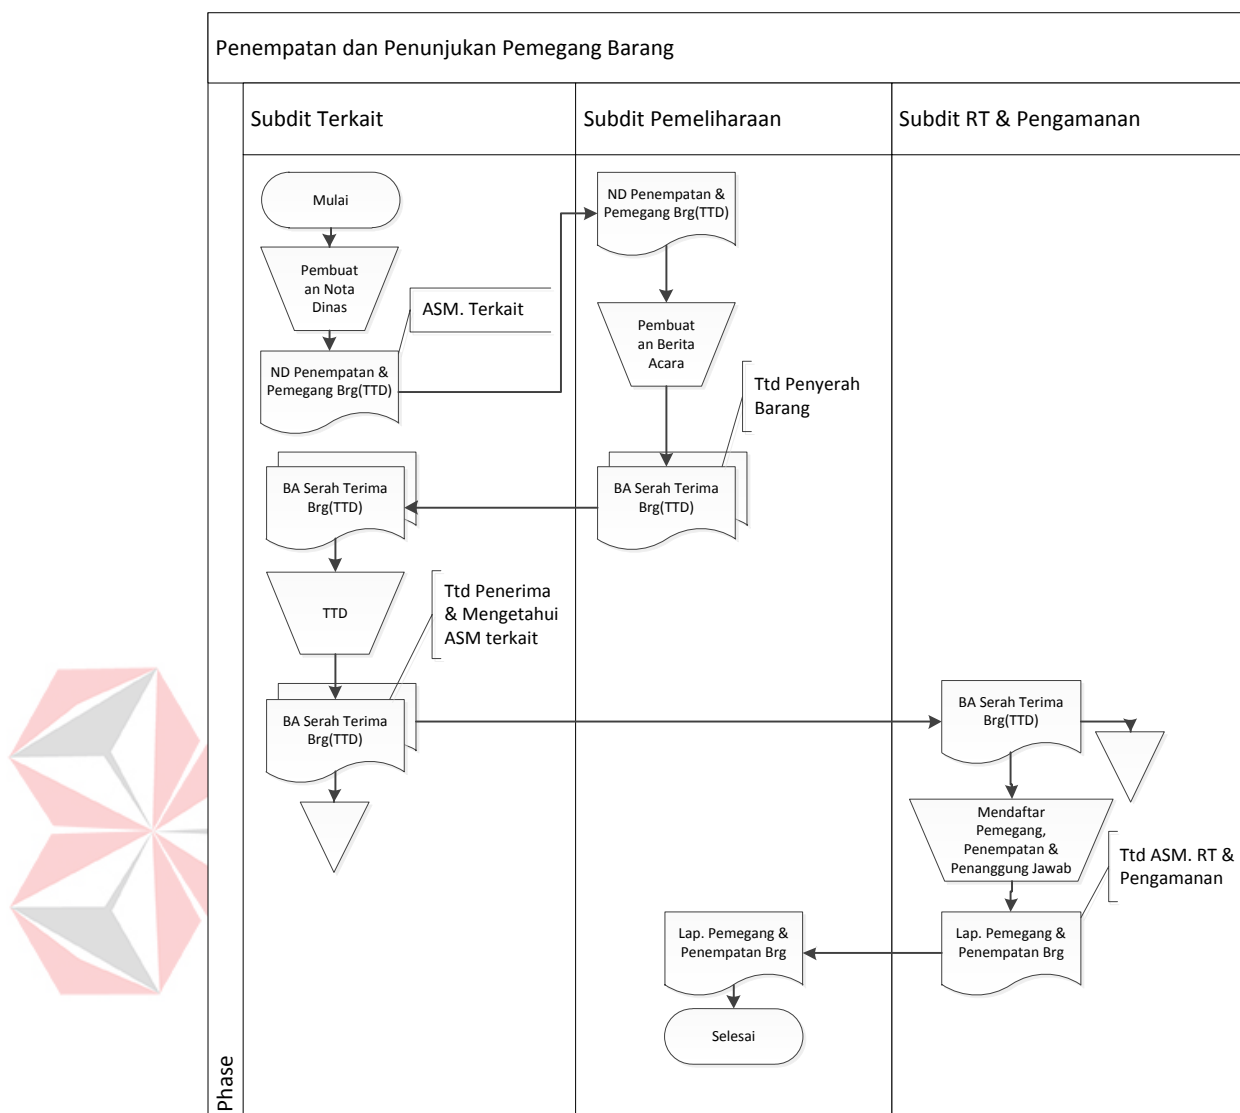 Penempatan dan Penunjukan Pemegang Barang
Subdit Terkait
Subdit Pemeliharaan
Subdit RT & Pengamanan
Mulai
Pembuat
an Nota
Dinas
ASM. Terkait
ND Penempatan &
Pemegang Brg(TTD)
ND Penempatan &
Pemegang Brg(TTD)
Pembuat
an Berita
Acara
Ttd Penyerah
Barang
BA Serah Terima
Brg(TTD)
BA Serah Terima
Brg(TTD)
TTD
Ttd Penerima
& Mengetahui
ASM terkait
BA Serah Terima
Brg(TTD)
BA Serah Terima
Brg(TTD)
Mendaftar
Pemegang,
Penempatan &
Penanggung Jawab
Ttd ASM. RT &
Pengamanan
Lap. Pemegang &
Penempatan Brg
Lap. Pemegang &
Penempatan Brg
Selesai
Phase